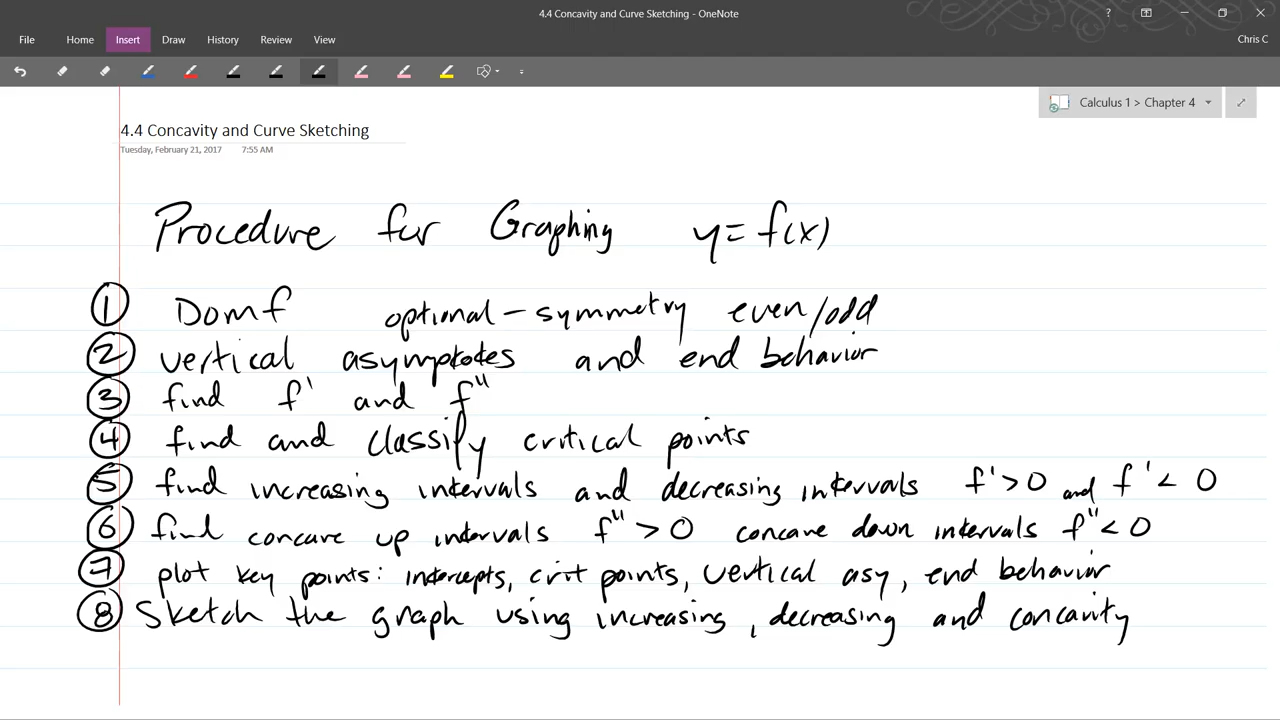 4.4 Concavity and Curve Sketching - OneNote
?
File Home Insert Draw History Review View
Chris C
Calculus 1 > Chapter 4
4.4 Concavity and Curve Sketching
Tuesday, February 21, 2017 7:55 AM
Procedure for Graphing y = f(x)
① Dom f optional - symmetry even/odd
② vertical asymptotes and end behavior
③ find f' and f"
④ find and classify critical points
⑤ find increasing intervals and decreasing intervals f' > 0 and f' < 0
⑥ find concave up intervals f" > 0 concave down intervals f" < 0
⑦ plot key points: intercepts, crit points, vertical asy, end behavior
⑧ Sketch the graph using increasing, decreasing and concavity